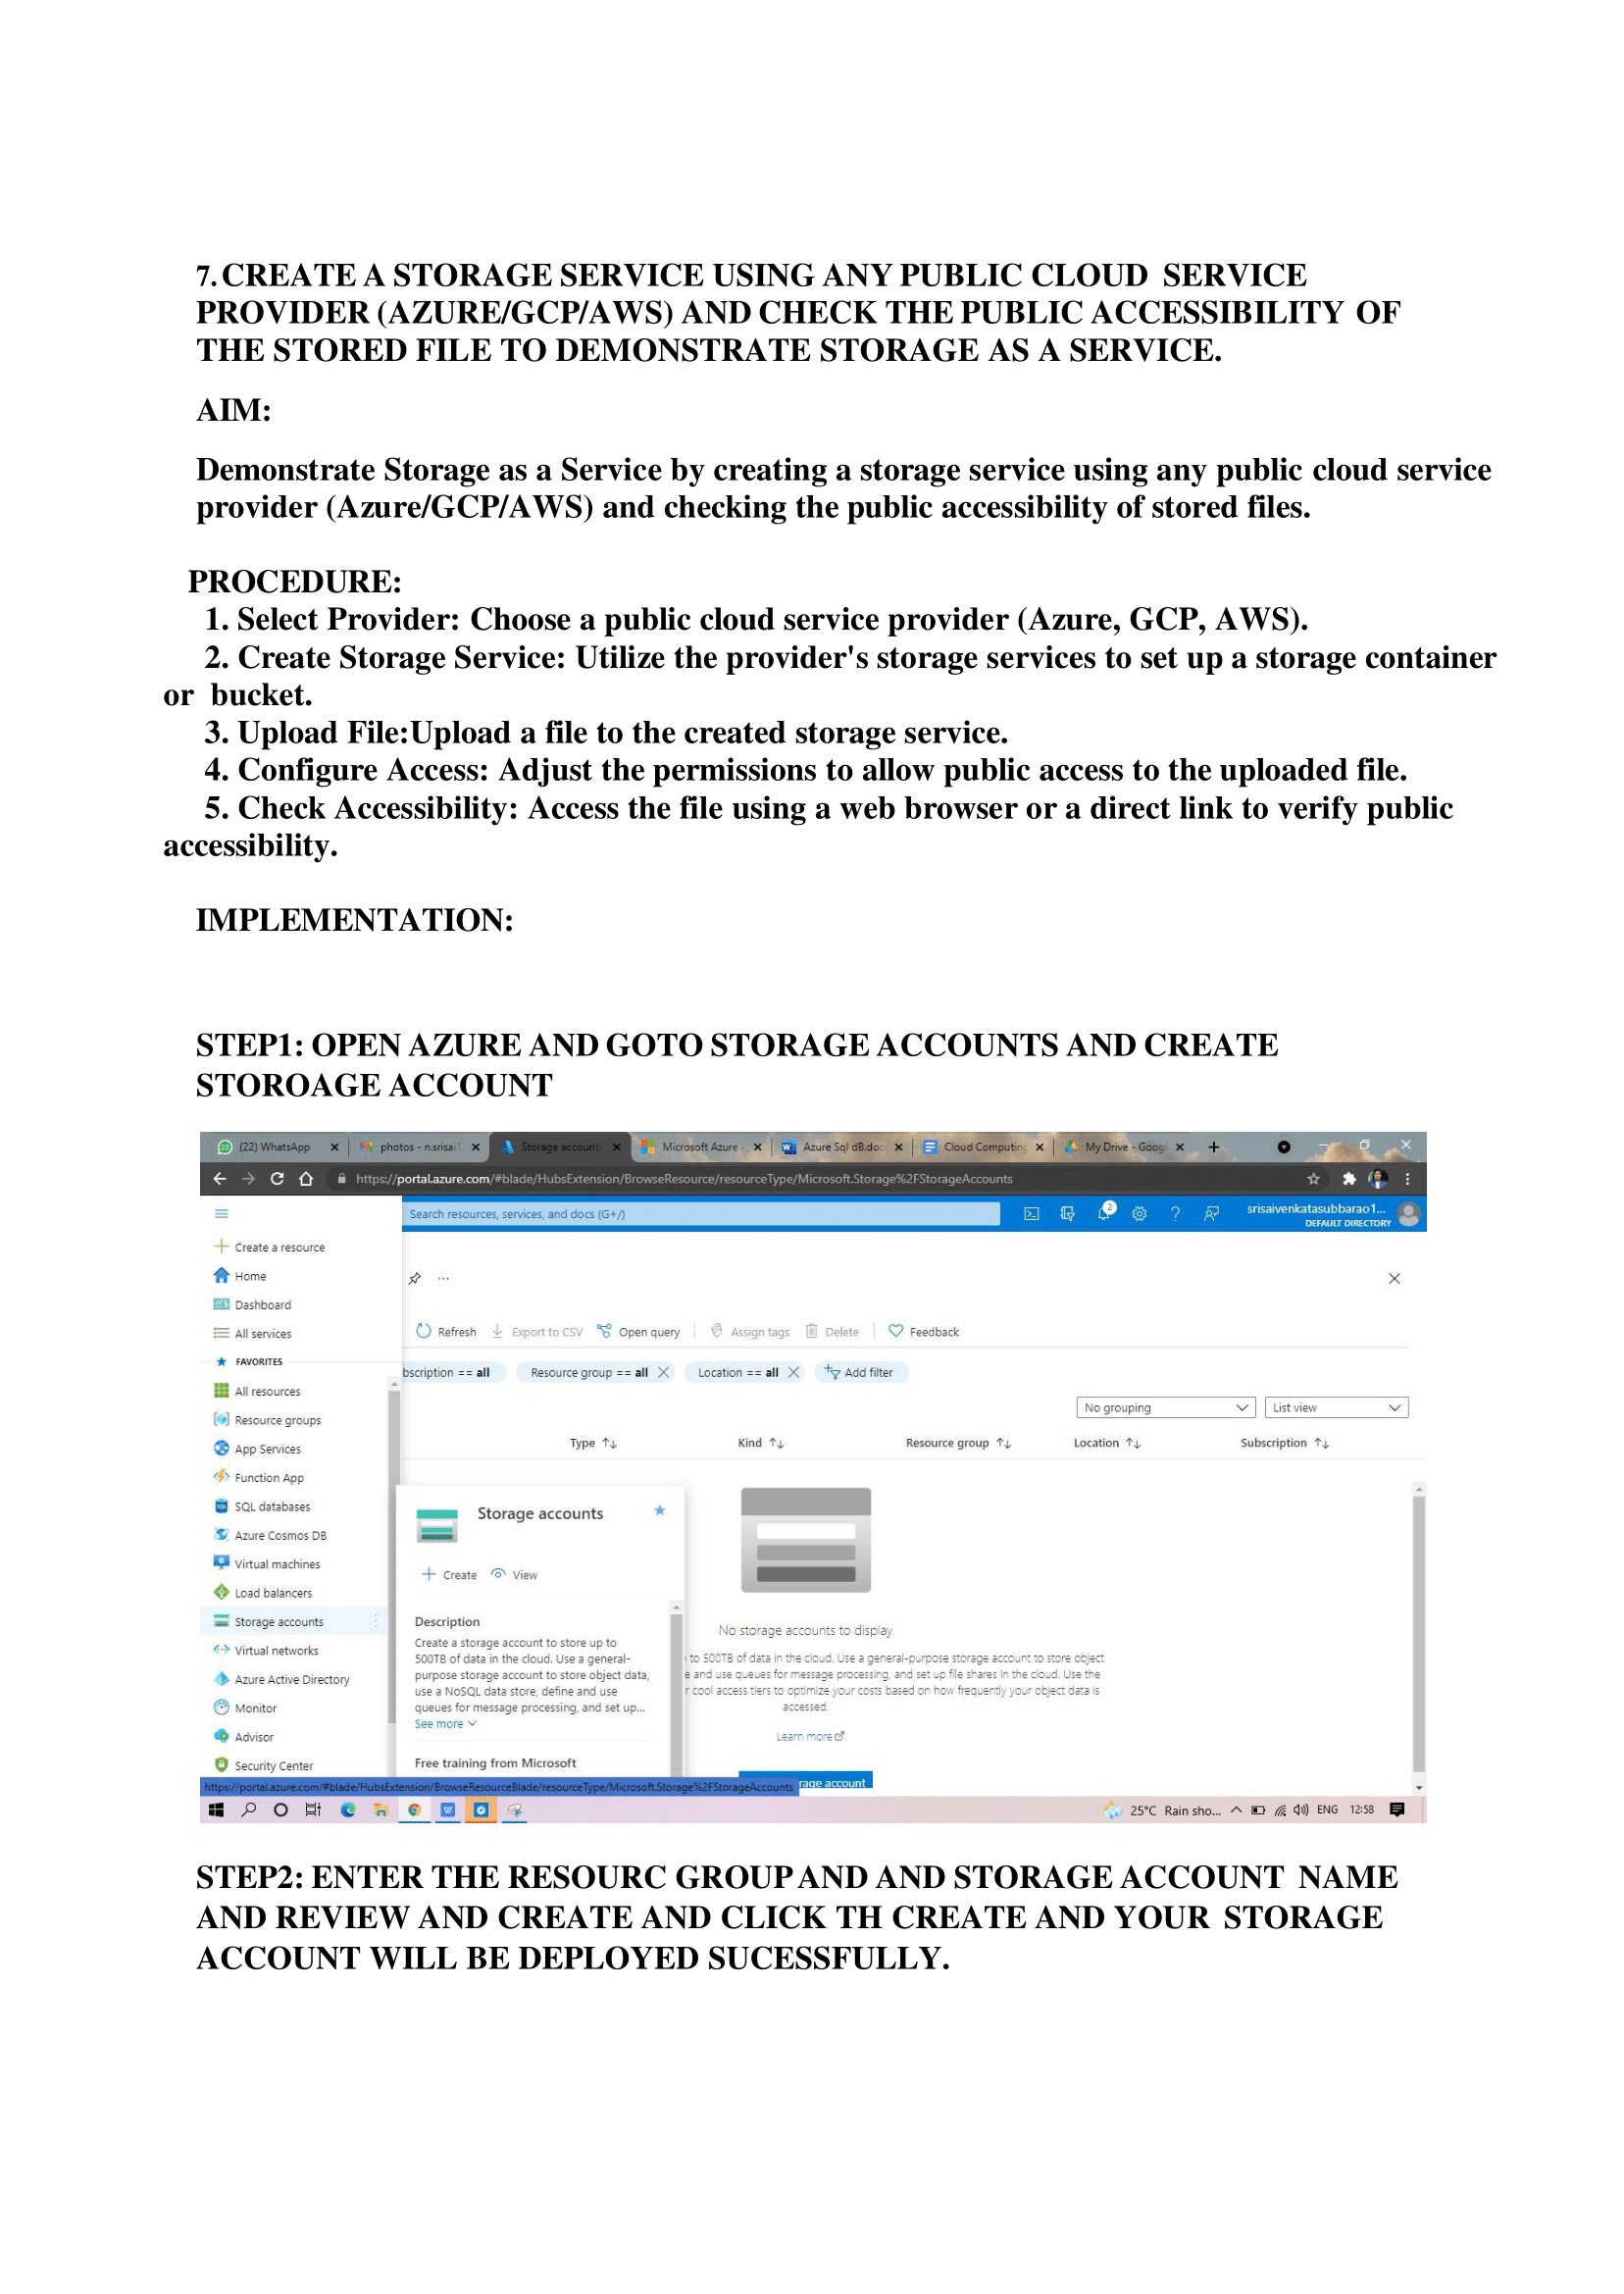 7.CREATE A STORAGE SERVICE USING ANY PUBLIC CLOUD SERVICE
PROVIDER (AZURE/GCP/AWS) AND CHECK THE PUBLIC ACCESSIBILITY OF
THE STORED FILE TO DEMONSTRATE STORAGE AS A SERVICE.
AIM:
Demonstrate Storage as a Service by creating a storage service using any public cloud service
provider (Azure/GCP/AWS) and checking the public accessibility of stored files.
PROCEDURE:
1. Select Provider: Choose a public cloud service provider (Azure, GCP, AWS).
2. Create Storage Service: Utilize the provider's storage services to set up a storage container
or bucket.
3. Upload File:Upload a file to the created storage service.
4. Configure Access: Adjust the permissions to allow public access to the uploaded file.
5. Check Accessibility: Access the file using a web browser or a direct link to verify public
accessibility.
IMPLEMENTATION:
STEP1: OPEN AZURE AND GOTO STORAGE ACCOUNTS AND CREATE
STOROAGE ACCOUNT
(22) WhatsApp photos - n.srisai1 Storage accounts Microsoft Azure Azure Sql dB.doc Cloud Computing My Drive - Googl
https://portal.azure.com/#blade/HubsExtension/BrowseResource/resourceType/Microsoft.Storage%2FStorageAccounts
Search resources, services, and docs (G+/) 2 srisaivenkatasubbarao1...
DEFAULT DIRECTORY
Create a resource
Home
Dashboard
All services
FAVORITES
All resources
Resource groups
App Services
Function App
SQL databases
Azure Cosmos DB
Virtual machines
Load balancers
Storage accounts
Virtual networks
Azure Active Directory
Monitor
Advisor
Security Center
Refresh Export to CSV Open query Assign tags Delete Feedback
bscription == all Resource group == all Location == all Add filter
No grouping List view
Type Kind Resource group Location Subscription
Storage accounts
Create View
Description
Create a storage account to store up to
500TB of data in the cloud. Use a general-
purpose storage account to store object data,
use a NoSQL data store, define and use
queues for message processing, and set up...
See more
Free training from Microsoft
No storage accounts to display
to 500TB of data in the cloud. Use a general-purpose storage account to store object
e and use queues for message processing, and set up file shares in the cloud. Use the
r cool access tiers to optimize your costs based on how frequently your object data is
accessed.
Learn more
rage account
https://portal.azure.com/#blade/HubsExtension/BrowseResourceBlade/resourceType/Microsoft.Storage%2FStorageAccounts
25°C Rain sho... ENG 12:58
STEP2: ENTER THE RESOURC GROUP AND AND STORAGE ACCOUNT NAME
AND REVIEW AND CREATE AND CLICK TH CREATE AND YOUR STORAGE
ACCOUNT WILL BE DEPLOYED SUCESSFULLY.